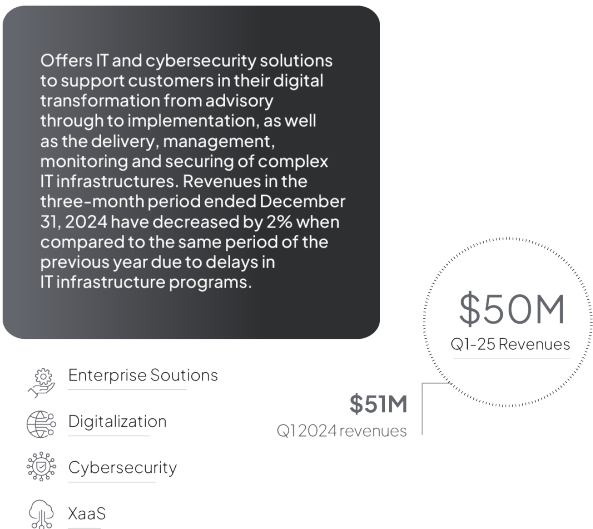 Offers IT and cybersecurity solutions
to support customers in their digital
transformation from advisory
through to implementation, as well
as the delivery, management,
monitoring and securing of complex
IT infrastructures. Revenues in the
three-month period ended December
31, 2024 have decreased by 2% when
compared to the same period of the
previous year due to delays in
IT infrastructure programs.
$50M
Q1-25 Revenues
$51M
Q1 2024 revenues
Enterprise Soutions
Digitalization
Cybersecurity
XaaS